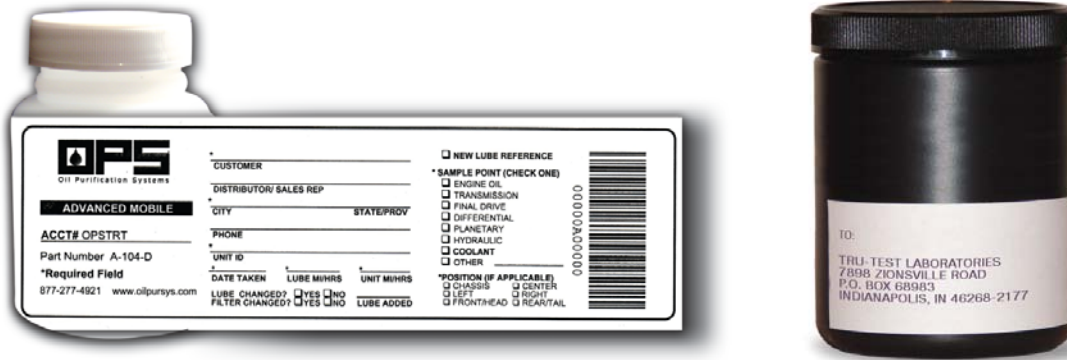 OPS
Oil Purification Systems
ADVANCED MOBILE
ACCT# OPSTRT
Part Number A-104-D
*Required Field
877-277-4921 www.oilpursys.com
*
CUSTOMER
DISTRIBUTOR/ SALES REP
*
CITY STATE/PROV
PHONE
*
UNIT ID
* * *
DATE TAKEN LUBE MI/HRS UNIT MI/HRS
LUBE CHANGED? ☐YES ☐NO
FILTER CHANGED? ☐YES ☐NO LUBE ADDED
☐ NEW LUBE REFERENCE
* SAMPLE POINT (CHECK ONE)
☐ ENGINE OIL
☐ TRANSMISSION
☐ FINAL DRIVE
☐ DIFFERENTIAL
☐ PLANETARY
☐ HYDRAULIC
☐ COOLANT
☐ OTHER
*POSITION (IF APPLICABLE)
☐ CHASSIS ☐ CENTER
☐ LEFT ☐ RIGHT
☐ FRONT/HEAD ☐ REAR/TAIL
00000A00000
TO:
TRU-TEST LABORATORIES
7898 ZIONSVILLE ROAD
P.O. BOX 68983
INDIANAPOLIS, IN 46268-2177